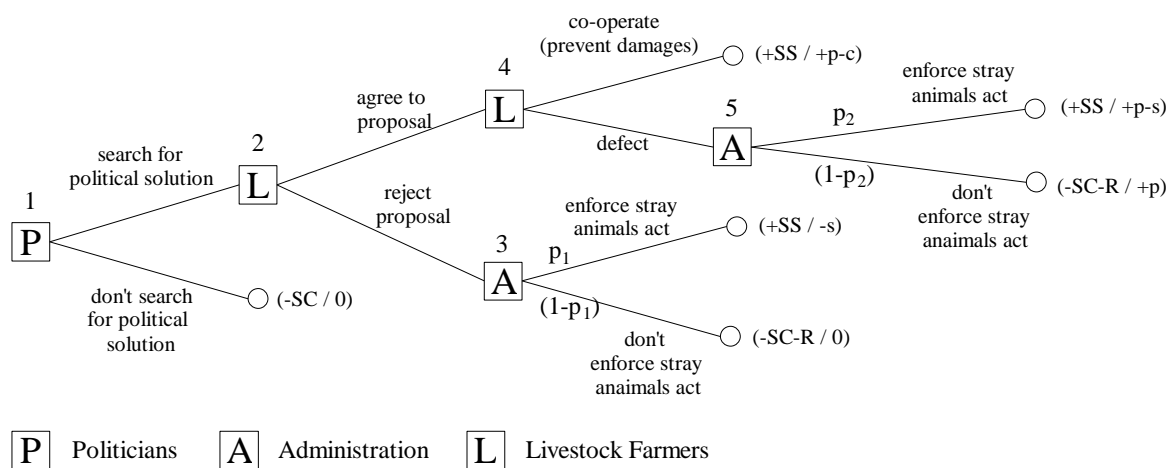 co-operate
(prevent damages)
(+SS / +p-c)
4
L
enforce stray
animals act
agree to
proposal
5
A
p2
(+SS / +p-s)
defect
(1-p2)
2
L
search for
political solution
(-SC-R / +p)
don't
enforce stray
anaimals act
reject
proposal
enforce stray
animals act
1
P
p1
(+SS / -s)
3
A
(1-p1)
don't search
for political
solution
(-SC / 0)
don't
enforce stray
anaimals act
(-SC-R / 0)
P Politicians A Administration L Livestock Farmers